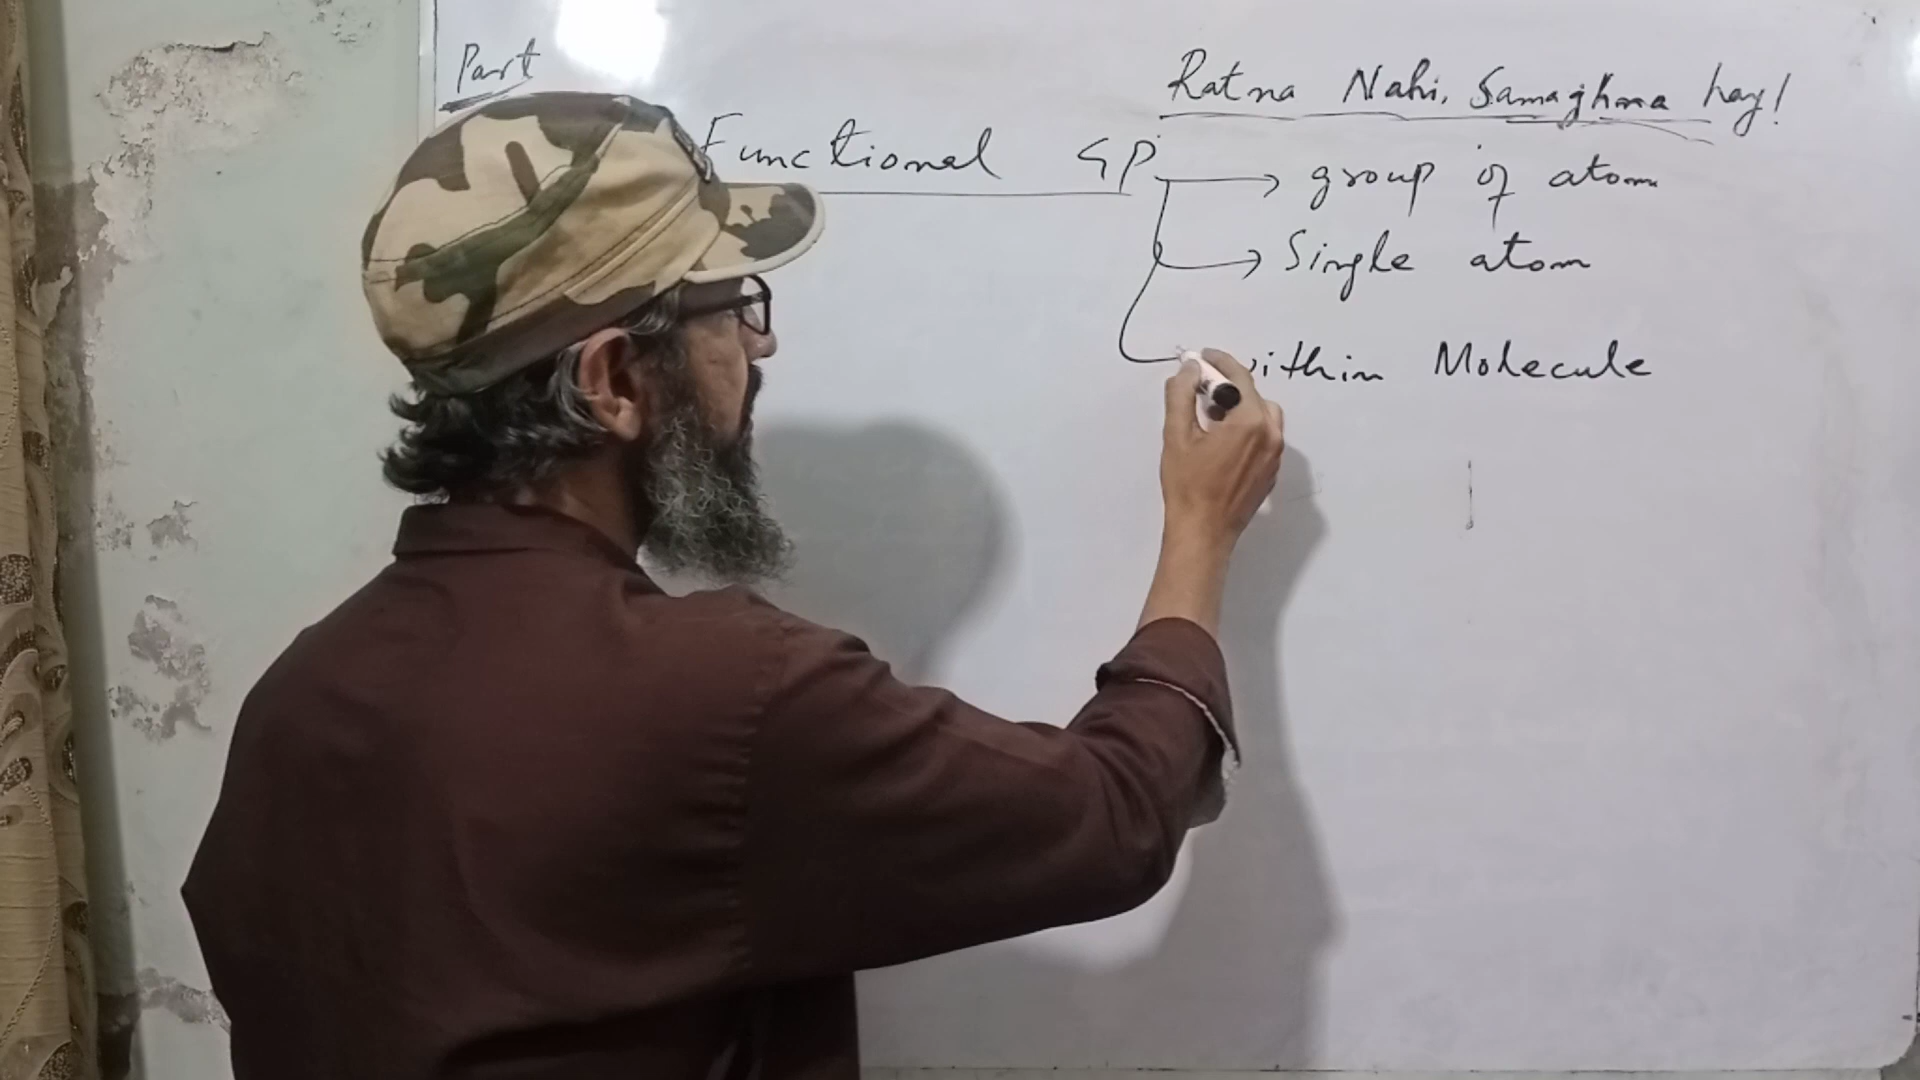 Part
Ratna Nahi, Samajhna hay!
Functional GP
group of atom
Single atom
within Molecule